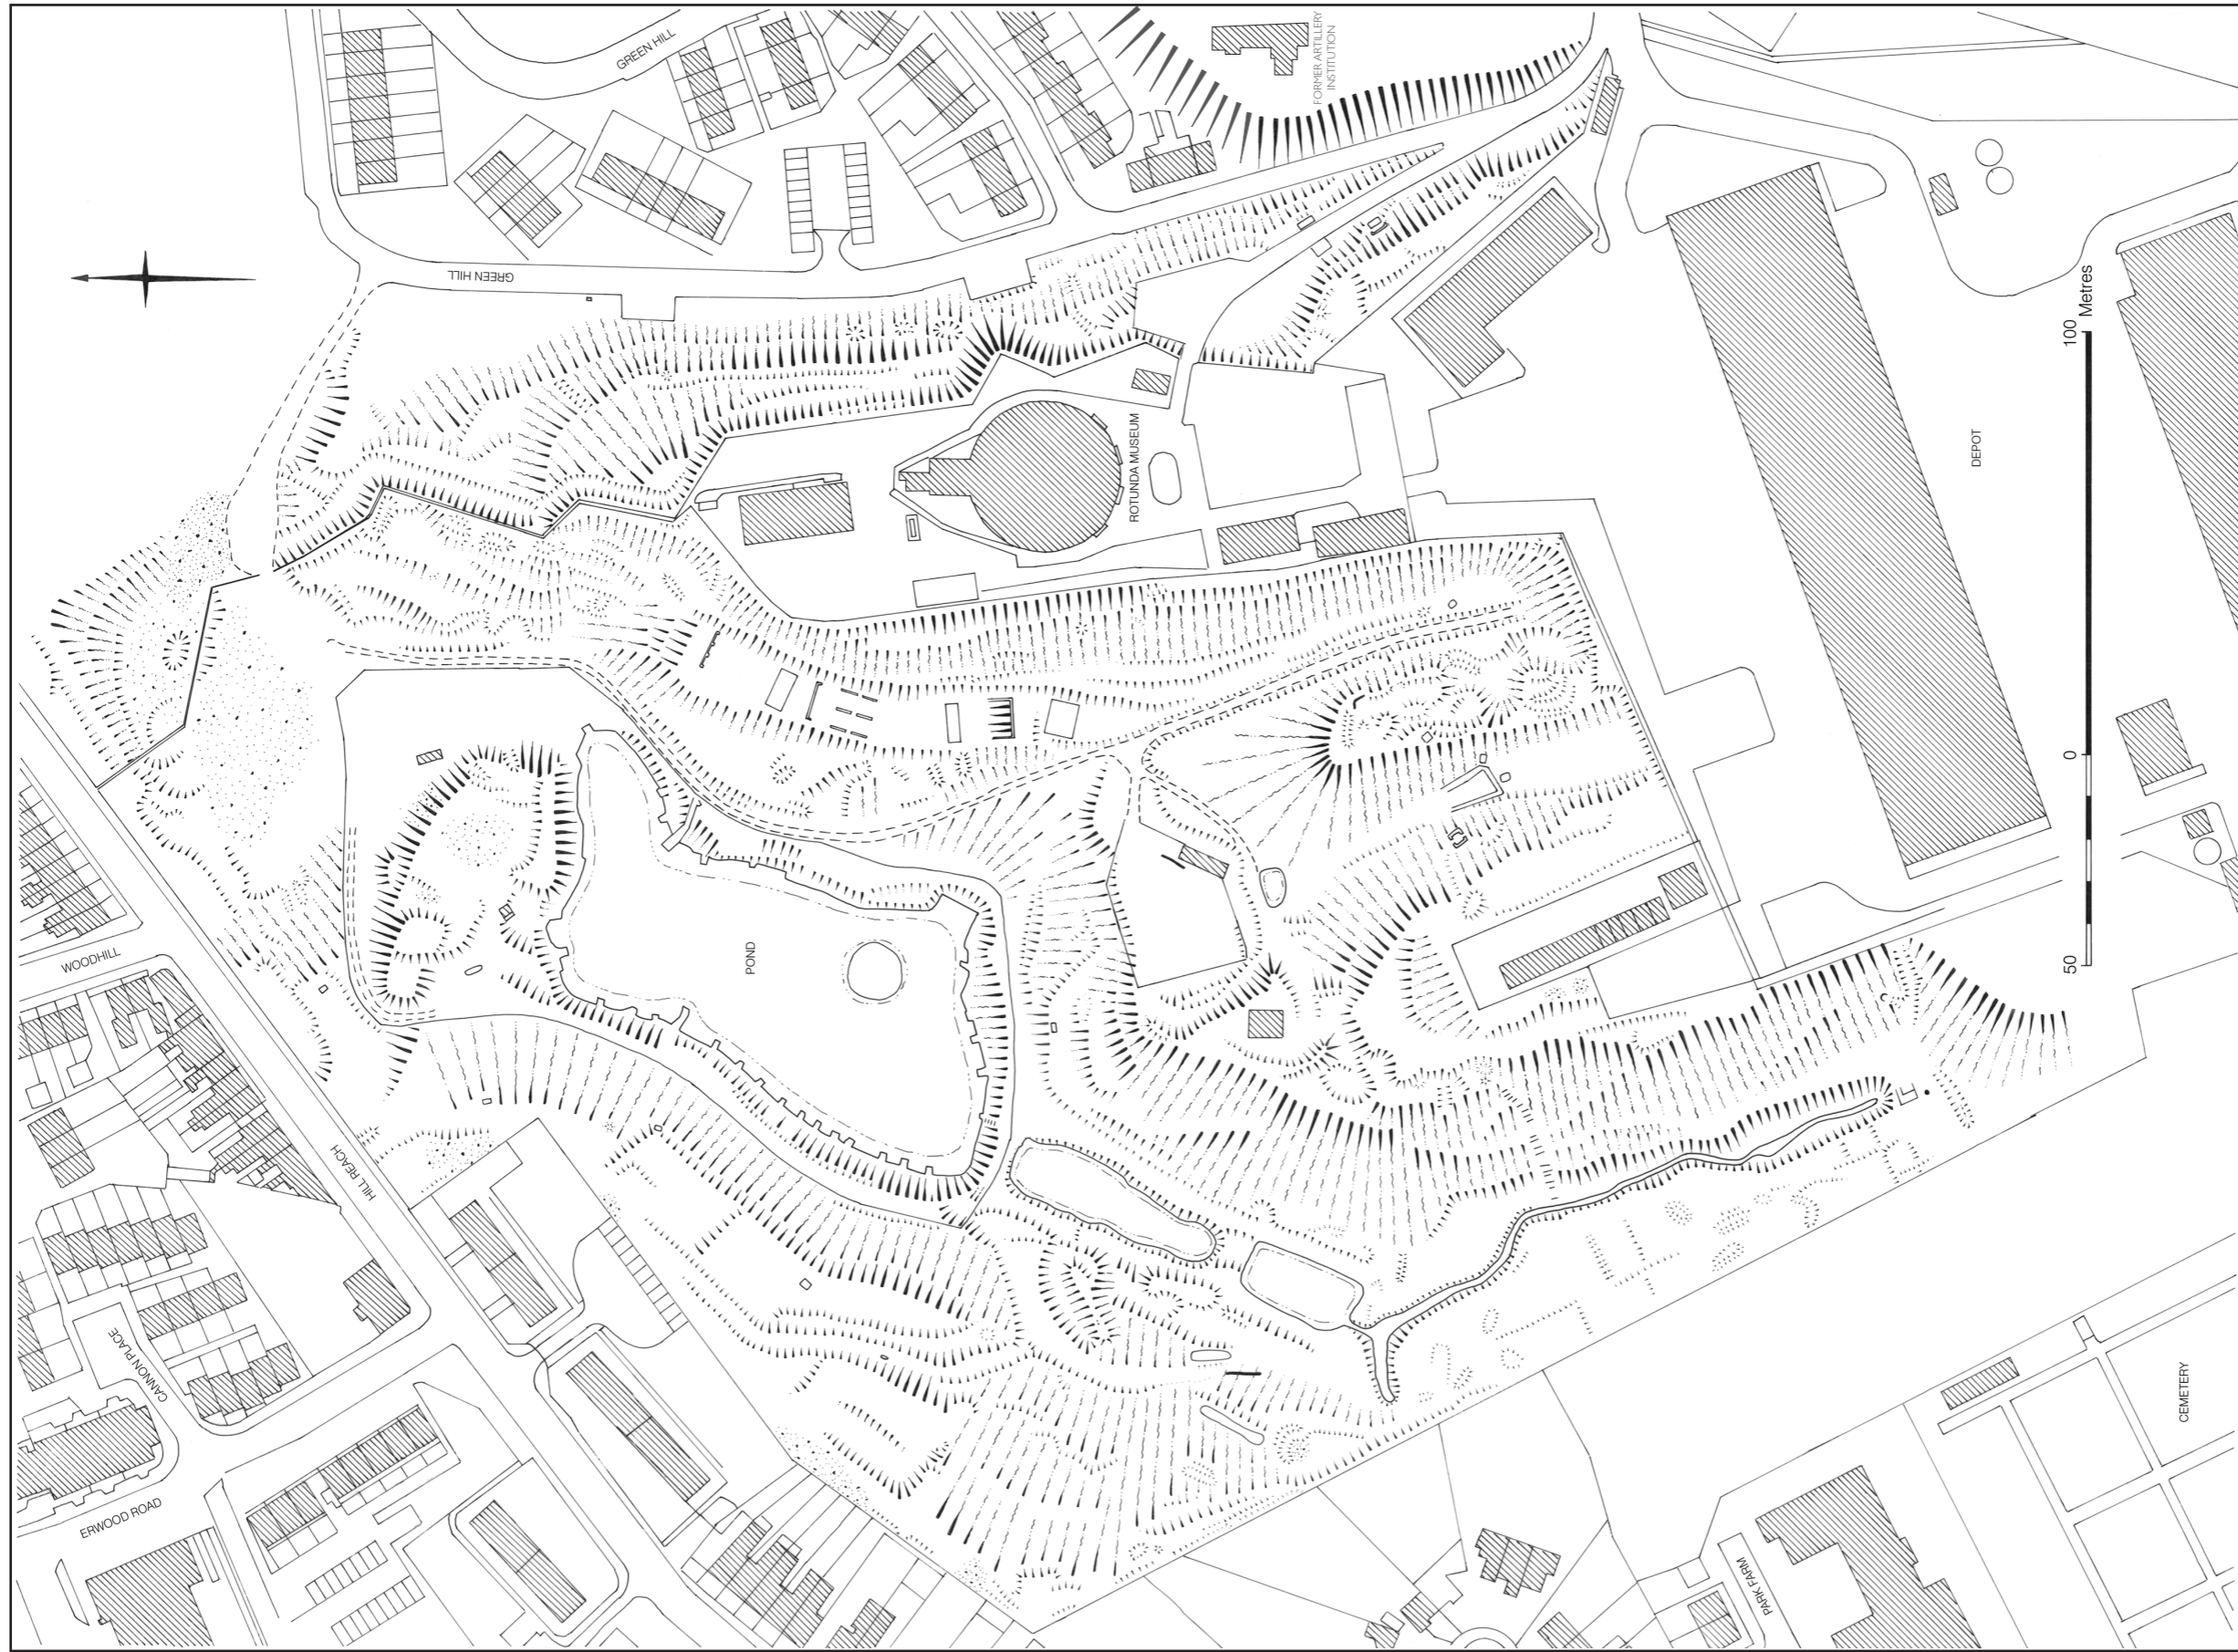 GREEN HILL
FORMER ARTILLERY
INSTITUTION
GREEN HILL
100
Metres
0
50
ROTUNDA MUSEUM
DEPOT
WOODHILL
POND
HILL REACH
CANNON PLACE
ERWOOD ROAD
PARK FARM
CEMETERY